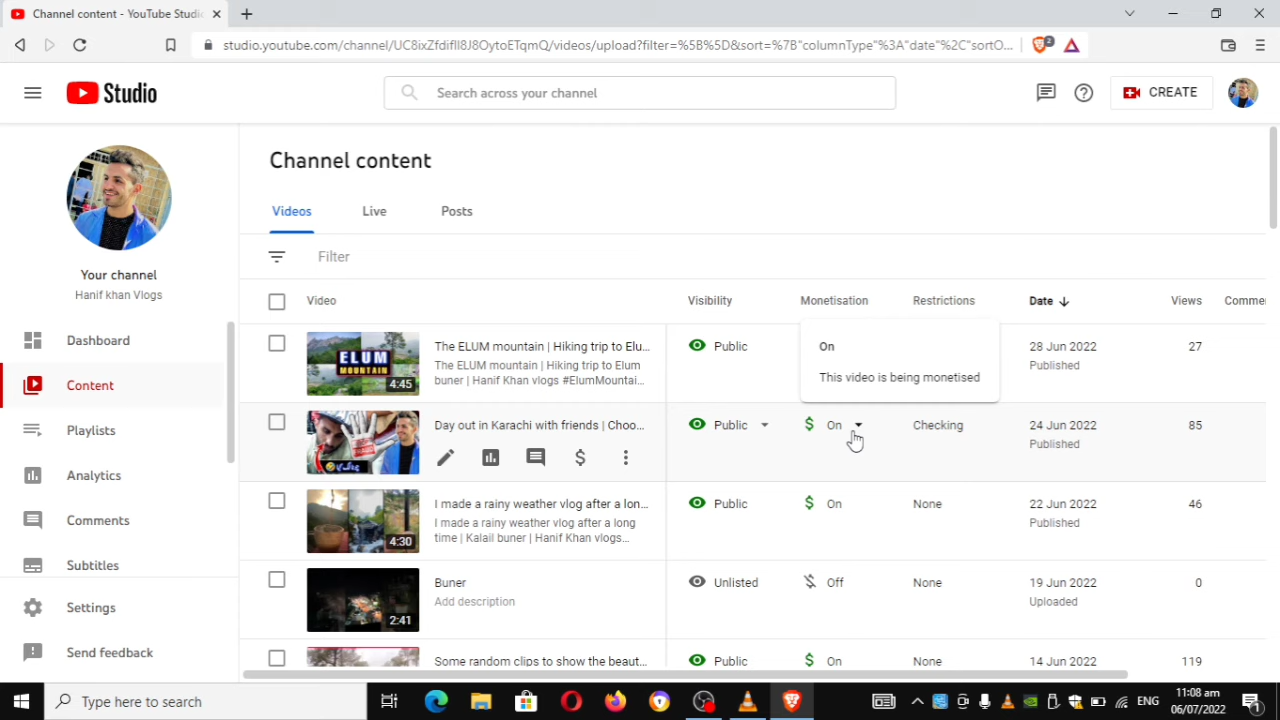 Channel content - YouTube Studio
studio.youtube.com/channel/UC8ixZfdifIl8J8OytoETqmQ/videos/upload?filter=%5B%5D&sort=%7B"columnType"%3A"date"%2C"sortO...
2
Studio
Search across your channel
CREATE
Your channel
Hanif khan Vlogs
Dashboard
Content
Playlists
Analytics
Comments
Subtitles
Settings
Send feedback
Channel content
Videos Live Posts
Filter
Video Visibility Monetisation Restrictions Date Views Comme
ELUM
MOUNTAIN
4:45
The ELUM mountain | Hiking trip to Elu...
The ELUM mountain | Hiking trip to Elum
buner | Hanif Khan vlogs #ElumMountai...
Public
On
This video is being monetised
28 Jun 2022
Published
27
Day out in Karachi with friends | Choo...
Public
On
Checking
24 Jun 2022
Published
85
4:30
I made a rainy weather vlog after a lon...
I made a rainy weather vlog after a long
time | Kalail buner | Hanif Khan vlogs...
Public
On
None
22 Jun 2022
Published
46
2:41
Buner
Add description
Unlisted
Off
None
19 Jun 2022
Uploaded
0
Some random clips to show the beaut...
Public
On
None
14 Jun 2022
119
Type here to search
ENG
11:08 am
06/07/2022
1